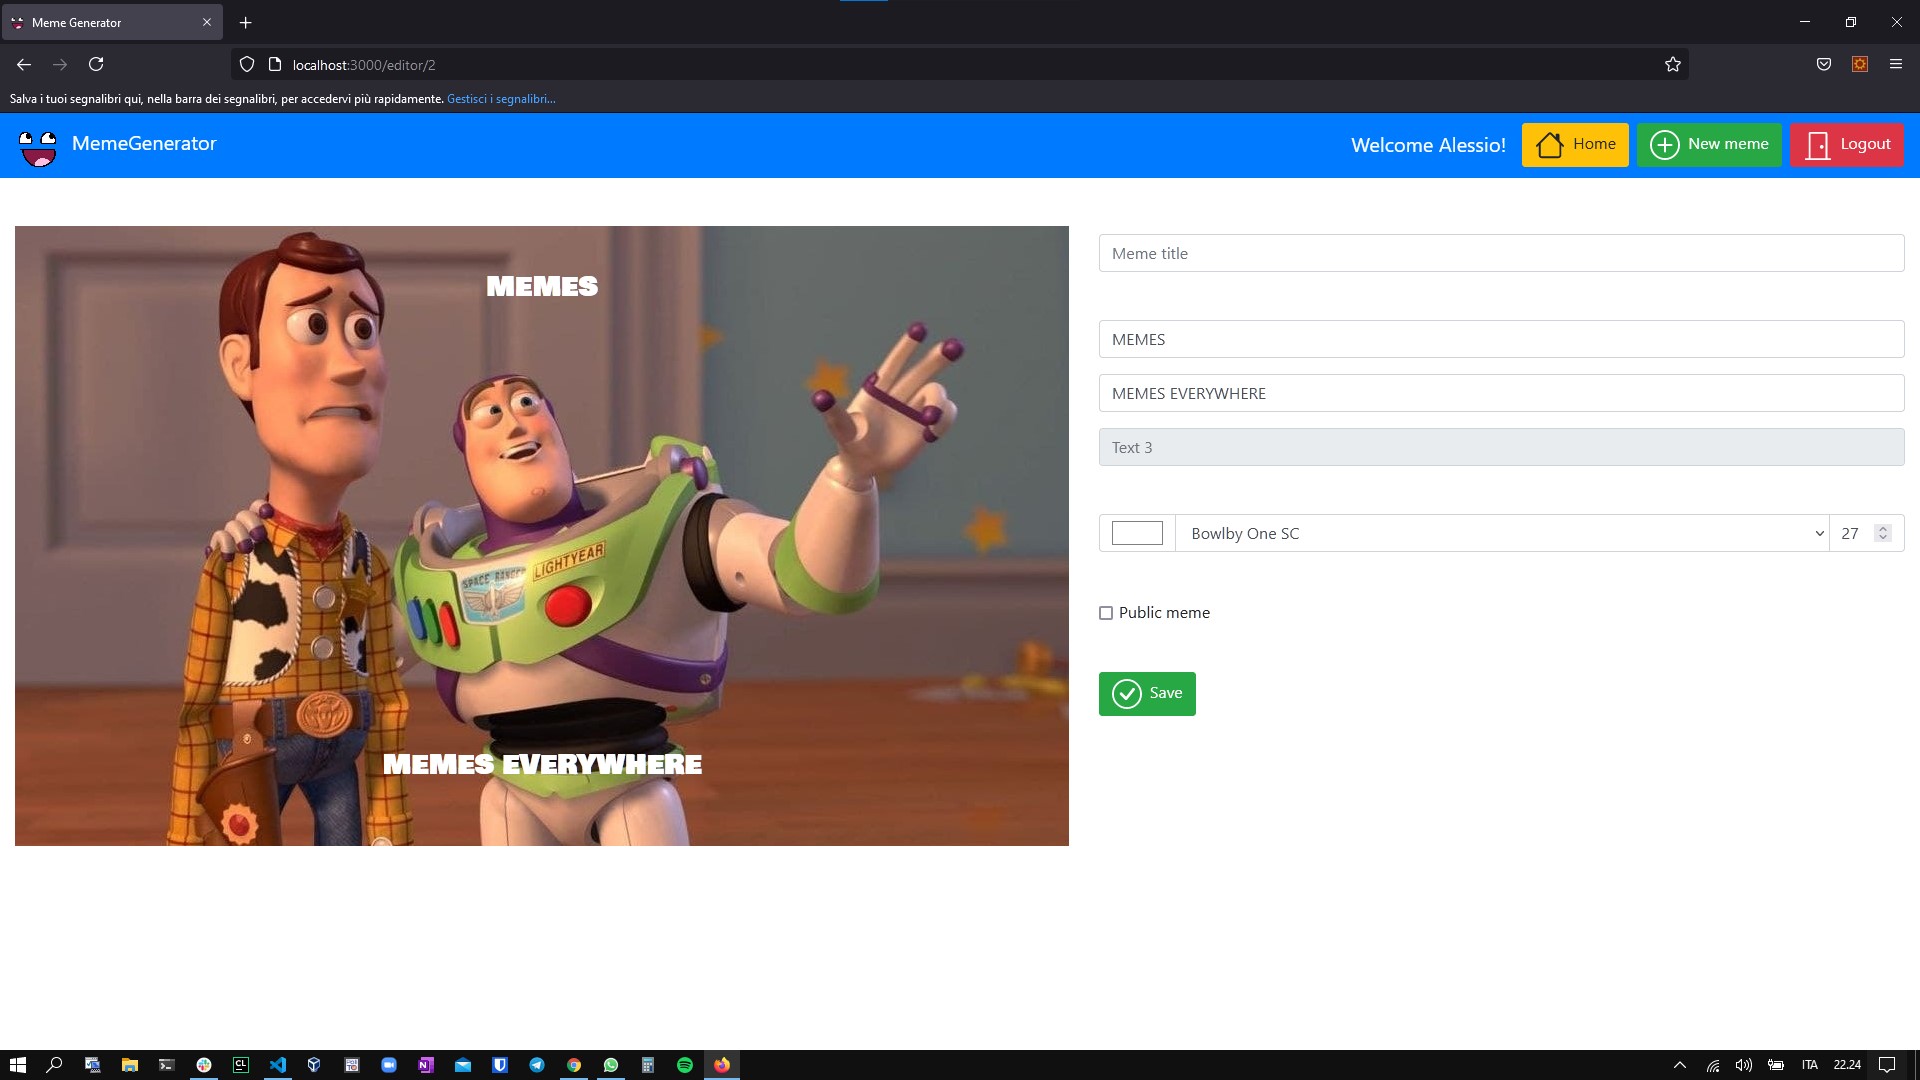 Meme Generator
localhost:3000/editor/2
Salva i tuoi segnalibri qui, nella barra dei segnalibri, per accedervi più rapidamente. Gestisci i segnalibri...
MemeGenerator
Welcome Alessio!
Home
New meme
Logout
MEMES
LIGHTYEAR
SPACE RANGER
MEMES EVERYWHERE
Meme title
MEMES
MEMES EVERYWHERE
Text 3
Bowlby One SC
27
Public meme
Save
CL
N
ITA
22.24